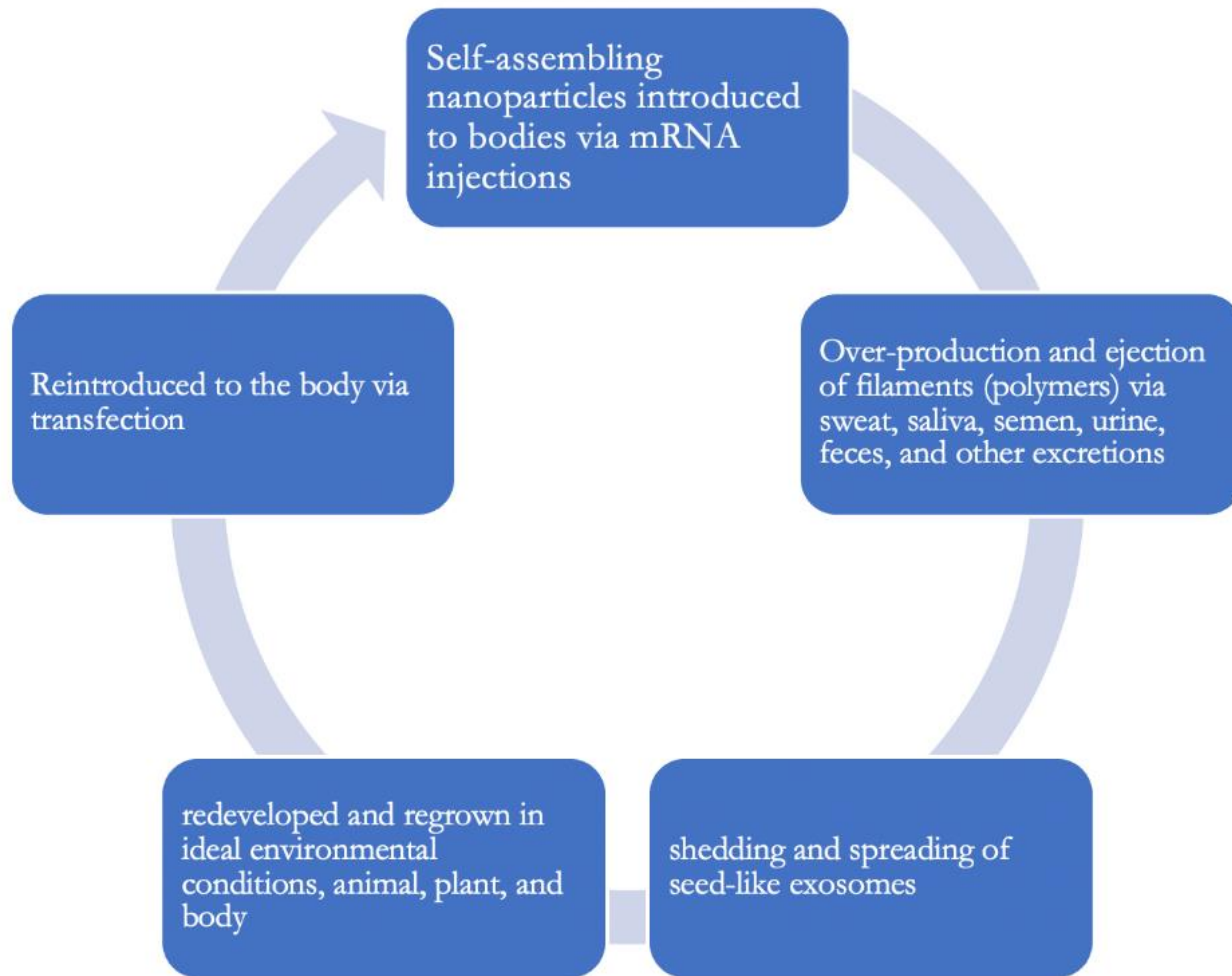 Self-assembling
nanoparticles introduced
to bodies via mRNA
injections
Over-production and ejection
of filaments (polymers) via
sweat, saliva, semen, urine,
feces, and other excretions
shedding and spreading of
seed-like exosomes
redeveloped and regrown in
ideal environmental
conditions, animal, plant, and
body
Reintroduced to the body via
transfection